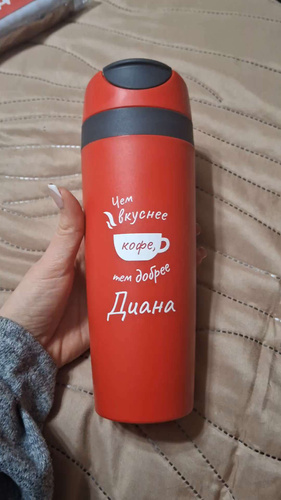 Чем
вкуснее
кофе,
тем добрее
Диана